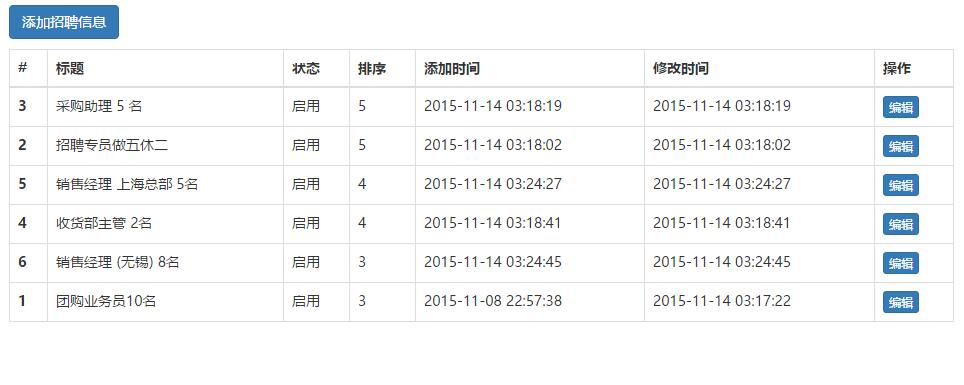 添加招聘信息
# 标题 状态 排序 添加时间 修改时间 操作
3 采购助理 5 名 启用 5 2015-11-14 03:18:19 2015-11-14 03:18:19 编辑
2 招聘专员做五休二 启用 5 2015-11-14 03:18:02 2015-11-14 03:18:02 编辑
5 销售经理 上海总部 5名 启用 4 2015-11-14 03:24:27 2015-11-14 03:24:27 编辑
4 收货部主管 2名 启用 4 2015-11-14 03:18:41 2015-11-14 03:18:41 编辑
6 销售经理 (无锡) 8名 启用 3 2015-11-14 03:24:45 2015-11-14 03:24:45 编辑
1 团购业务员10名 启用 3 2015-11-08 22:57:38 2015-11-14 03:17:22 编辑